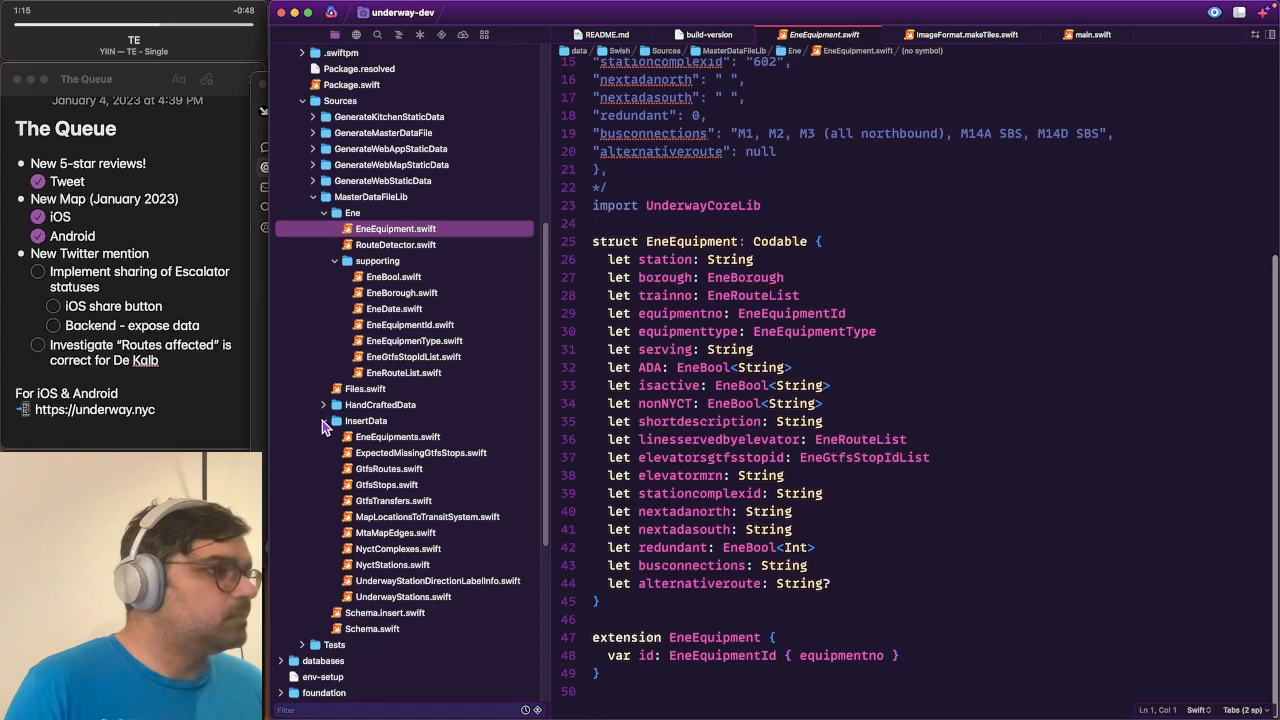 1:15
-0:48
TE
YIIN — TE - Single
The Queue
January 4, 2023 at 4:39 PM
The Queue
• New 5-star reviews!
Tweet
• New Map (January 2023)
iOS
Android
• New Twitter mention
Implement sharing of Escalator
statuses
iOS share button
Backend - expose data
Investigate “Routes affected” is
correct for De Kalb
For iOS & Android
https://underway.nyc
underway-dev
.swiftpm
Package.resolved
Package.swift
Sources
GenerateKitchenStaticData
GenerateMasterDataFile
GenerateWebAppStaticData
GenerateWebMapStaticData
GenerateWebStaticData
MasterDataFileLib
Ene
EneEquipment.swift
RouteDetector.swift
supporting
EneBool.swift
EneBorough.swift
EneDate.swift
EneEquipmentId.swift
EneEquipmenType.swift
EneGtfsStopIdList.swift
EneRouteList.swift
Files.swift
HandCraftedData
InsertData
EneEquipments.swift
ExpectedMissingGtfsStops.swift
GtfsRoutes.swift
GtfsStops.swift
GtfsTransfers.swift
MapLocationsToTransitSystem.swift
MtaMapEdges.swift
NyctComplexes.swift
NyctStations.swift
UnderwayStationDirectionLabelInfo.swift
UnderwayStations.swift
Schema.insert.swift
Schema.swift
Tests
databases
env-setup
foundation
Filter
README.md
build-version
EneEquipment.swift
ImageFormat.makeTiles.swift
main.swift
data
Swish
Sources
MasterDataFileLib
Ene
EneEquipment.swift
(no symbol)
15 "stationcomplexid": "602",
16 "nextadanorth": " ",
17 "nextadasouth": " ",
18 "redundant": 0,
19 "busconnections": "M1, M2, M3 (all northbound), M14A SBS, M14D SBS",
20 "alternativeroute": null
21 },
22 */
23 import UnderwayCoreLib
24
25 struct EneEquipment: Codable {
26 let station: String
27 let borough: EneBorough
28 let trainno: EneRouteList
29 let equipmentno: EneEquipmentId
30 let equipmenttype: EneEquipmentType
31 let serving: String
32 let ADA: EneBool<String>
33 let isactive: EneBool<String>
34 let nonNYCT: EneBool<String>
35 let shortdescription: String
36 let linesservedbyelevator: EneRouteList
37 let elevatorsgtfsstopid: EneGtfsStopIdList
38 let elevatormrn: String
39 let stationcomplexid: String
40 let nextadanorth: String
41 let nextadasouth: String
42 let redundant: EneBool<Int>
43 let busconnections: String
44 let alternativeroute: String?
45 }
46
47 extension EneEquipment {
48 var id: EneEquipmentId { equipmentno }
49 }
50
Ln 1, Col 1
Swift
Tabs (2 sp)